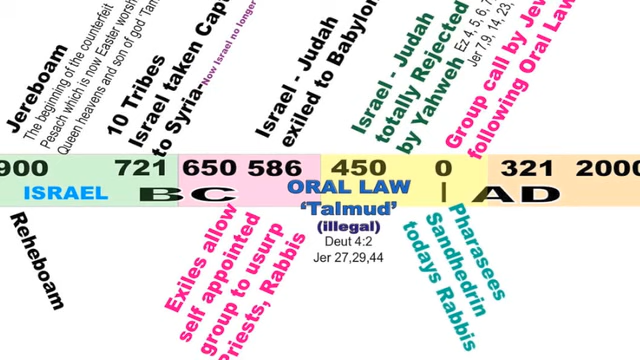 Jereboam
The beginning of the counterfeit
Pesach which is now Easter worship
Queen heavens and son of god 'Tam
10 Tribes
Israel taken Capt
to Syria-Now Israel no longer
Israel - Judah
exiled to Babylon
Israel - Judah
totally Rejected
by Yahweh Ez 4, 5, 6, 7,
Jer 7,9, 14, 23,
Group call by Jew
following Oral Law
900 721 650 586 450 0 321 2000
ISRAEL BC AD
ORAL LAW
'Talmud'
(illegal)
Deut 4:2
Jer 27,29,44
Reheboam
Exiles allow
self appointed
group to usurp
Priests, Rabbis
Pharasees
Sandhedrin
todays Rabbis